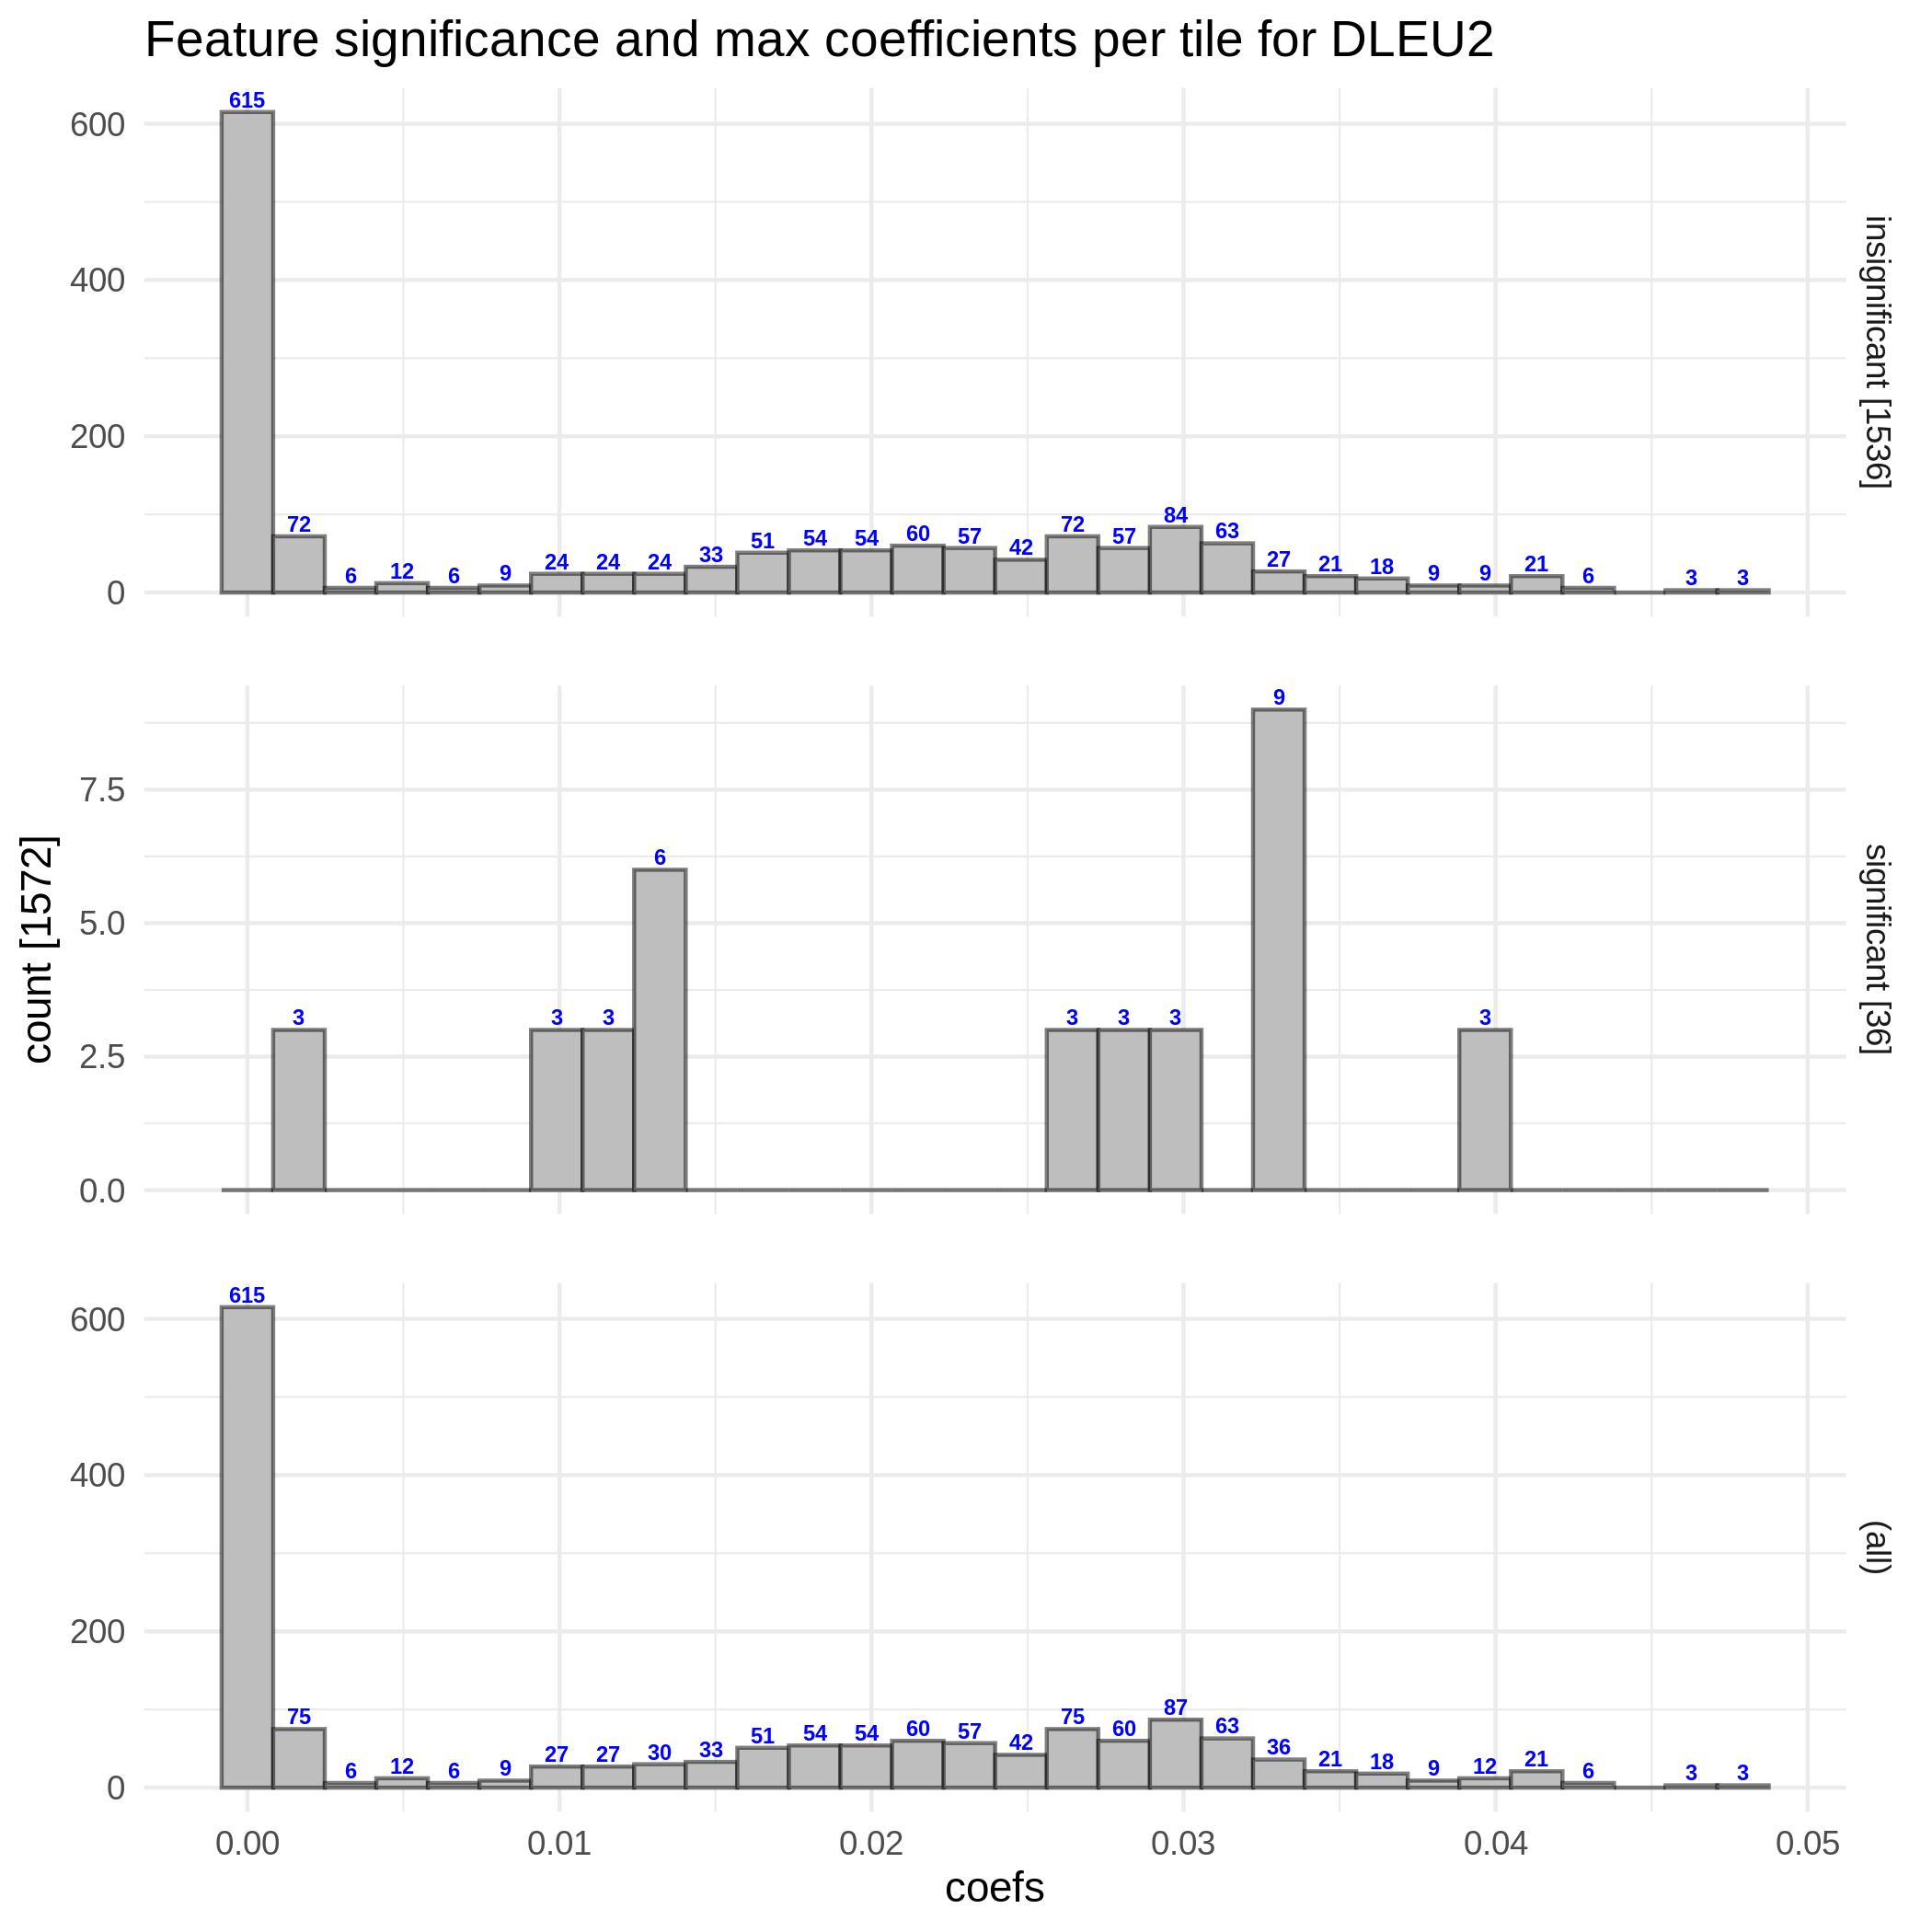 Feature significance and max coefficients per tile for DLEU2
615
600
400
200
0
72 6 12 6 9 24 24 24 33 51 54 54 60 57 42 72 57 84 63 27 21 18 9 9 21 6 3 3
insignificant [1536]
9
7.5
6
5.0
3 3 3 3 3 3 3
2.5
0.0
significant [36]
count [1572]
615
600
400
200
0
75 6 12 6 9 27 27 30 33 51 54 54 60 57 42 75 60 87 63 36 21 18 9 12 21 6 3 3
(all)
0.00 0.01 0.02 0.03 0.04 0.05
coefs